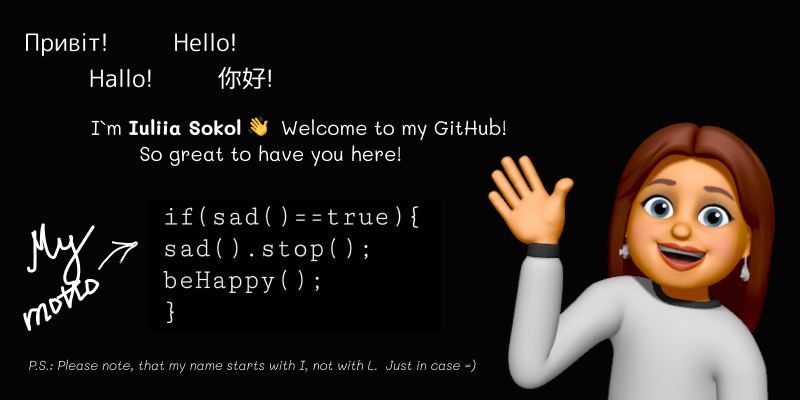 Привіт! Hello!
Hallo! 你好!
I`m Iuliia Sokol 👋 Welcome to my GitHub!
So great to have you here!
My
motto
if(sad()==true){
sad().stop();
beHappy();
}
P.S.: Please note, that my name starts with I, not with L. Just in case =)